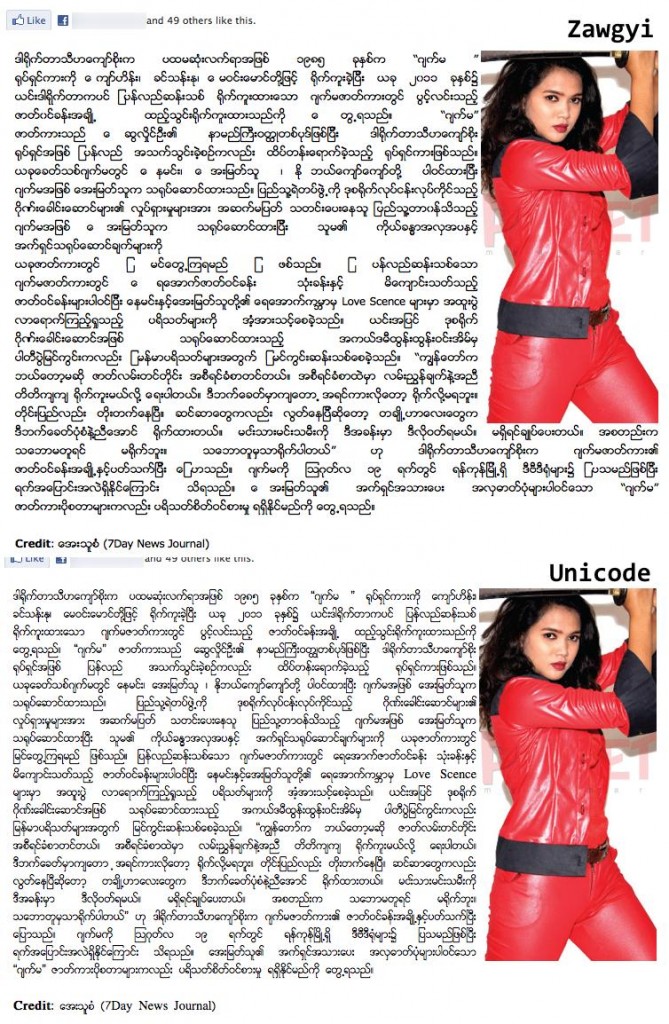 Like
and 49 others like this.
Zawgyi
ဒါရိုက်တာသီဟကျော်စိုးက ပထမဆုံးလက်ရာအဖြစ် ၁၉၈၅ ခုနှစ်က “ဂျက်မ ”
ရုပ်ရှင်ကားကို ကျော်ဟိန်း၊ ခင်သန်းနု၊ မေဝင်းမောင်တို့ဖြင့် ရိုက်ကူးခဲ့ပြီး ယခု ၂၀၁၁ ခုနှစ်၌
ယင်းဒါရိုက်တာကပင် ပြန်လည်ဆန်းသစ် ရိုက်ကူးထားသော ဂျက်မဇာတ်ကားတွင် ပွင့်လင်းသည့်
ဇာတ်ဝင်ခန်းအချို့ ထည့်သွင်းရိုက်ကူးထားသည်ကို တွေ့ရသည်။ “ဂျက်မ”
ဇာတ်ကားသည် ဆွေလှိုင်ဦး၏ နာမည်ကြီးဝတ္ထုတစ်ပုဒ်ဖြစ်ပြီး ဒါရိုက်တာသီဟကျော်စိုး
ရုပ်ရှင်အဖြစ် ပြန်လည် အသက်သွင်းခဲ့စဉ်ကလည်း ထိပ်တန်းရောက်ခဲ့သည့် ရုပ်ရှင်ကားဖြစ်သည်။
ယခုခေတ်သစ်ဂျက်မတွင် နေမင်း၊ အေးမြတ်သူ ၊ နိုဘယ်ကျော်ကျော်တို့ ပါဝင်ထားပြီး
ဂျက်မအဖြစ် အေးမြတ်သူက သရုပ်ဆောင်ထားသည်။ ပြည်သူ့ရဲတပ်ဖွဲ့ကို ဒုစရိုက်လုပ်ငန်းလုပ်ကိုင်သည့်
ဂိုဏ်းခေါင်းဆောင်များ၏ လှုပ်ရှားမှုများအား အဆက်မပြတ် သတင်းပေးနေသူ ပြည်သူ့တာဝန်သိသည့်
ဂျက်မအဖြစ် အေးမြတ်သူက သရုပ်ဆောင်ထားပြီး သူမ၏ ကိုယ်ခန္ဓာအလှအပနှင့်
အက်ရှင်သရုပ်ဆောင်ချက်များကို
ယခုဇာတ်ကားတွင် မြင်တွေ့ကြရမည် ဖြစ်သည်။ ပြန်လည်ဆန်းသစ်သော
ဂျက်မဇာတ်ကားတွင် ရေအောက်ဇာတ်ဝင်ခန်း သုံးခန်းနှင့် မိကျောင်းသတ်သည့်
ဇာတ်ဝင်ခန်းများပါဝင်ပြီး နေမင်းနှင့်အေးမြတ်သူတို့၏ ရေအောက်ကမ္ဘာမှ Love Scence များမှာ အထူးပွဲ
လာရောက်ကြည့်ရှုသည့် ပရိသတ်များကို အံ့အားသင့်စေခဲ့သည်။ ယင်းအပြင် ဒုစရိုက်
ဂိုဏ်းခေါင်းဆောင်အဖြစ် သရုပ်ဆောင်ထားသည့် အကယ်ဒမီထွန်းထွန်းဝင်းအိမ်မှ
ပါတီပွဲမြင်ကွင်းကလည်း မြန်မာပရိသတ်များအတွက် မြင်ကွင်းဆန်းသစ်စေခဲ့သည်။ “ကျွန်တော်က
ဘယ်တော့မဆို ဇာတ်လမ်းတင်တိုင်း အစီရင်ခံစာတင်တယ်။ အစီရင်ခံစာထဲမှာ လမ်းညွှန်ချက်နဲ့အညီ
တိတိကျကျ ရိုက်ကူးမယ်လို့ ရေးပါတယ်။ ဒီဘက်ခေတ်မှာကျတော့ အရင်ကားလိုတော့ ရိုက်လို့မရဘူး။
တိုင်းပြည်လည်း တိုးတက်နေပြီ။ ဆင်ဆာတွေကလည်း လွတ်နေပြီဆိုတော့ တချို့ဟာလေးတွေက
ဒီဘက်ခေတ်ပုံစံနဲ့ညီအောင် ရိုက်ထားတယ်။ မင်းသားမင်းသမီးကို ဒီအခန်းမှာ ဒီလိုဝတ်ရမယ်။ မရှိရင်ချုပ်ပေးတယ်။ အစတည်းက
သဘောမတူရင် မရိုက်ဘူး။ သဘောတူမှသာရိုက်ပါတယ်” ဟု ဒါရိုက်တာသီဟကျော်စိုးက ဂျက်မဇာတ်ကား၏
ဇာတ်ဝင်ခန်းအချို့နှင့်ပတ်သက်ပြီး ပြောသည်။ ဂျက်မကို ဩဂုတ်လ ၁၉ ရက်တွင် ရန်ကုန်မြို့ရှိ ဒီဗီဒီရုံများ၌ ပြသမည်ဖြစ်ပြီး
ရက်အပြောင်းအလဲရှိနိုင်ကြောင်း သိရသည်။ အေးမြတ်သူ၏ အက်ရှင်အသားပေး အလှဓာတ်ပုံများပါဝင်သော “ဂျက်မ”
ဇာတ်ကားပိုစတာများကလည်း ပရိသတ်စိတ်ဝင်စားမှု ရရှိနိုင်မည်ကို တွေ့ရသည်။
Credit: အေးသူစံ (7Day News Journal)
Like
and 49 others like this.
Unicode
ဒါရိုက်တာသီဟကျော်စိုးက ပထမဆုံးလက်ရာအဖြစ် ၁၉၈၅ ခုနှစ်က “ဂျက်မ ” ရုပ်ရှင်ကားကို ကျော်ဟိန်း၊
ခင်သန်းနု၊ မေဝင်းမောင်တို့ဖြင့် ရိုက်ကူးခဲ့ပြီး ယခု ၂၀၁၁ ခုနှစ်၌ ယင်းဒါရိုက်တာကပင် ပြန်လည်ဆန်းသစ်
ရိုက်ကူးထားသော ဂျက်မဇာတ်ကားတွင် ပွင့်လင်းသည့် ဇာတ်ဝင်ခန်းအချို့ ထည့်သွင်းရိုက်ကူးထားသည်ကို
တွေ့ရသည်။ “ဂျက်မ” ဇာတ်ကားသည် ဆွေလှိုင်ဦး၏ နာမည်ကြီးဝတ္ထုတစ်ပုဒ်ဖြစ်ပြီး ဒါရိုက်တာသီဟကျော်စိုး
ရုပ်ရှင်အဖြစ် ပြန်လည် အသက်သွင်းခဲ့စဉ်ကလည်း ထိပ်တန်းရောက်ခဲ့သည့် ရုပ်ရှင်ကားဖြစ်သည်၊
ယခုခေတ်သစ်ဂျက်မတွင် နေမင်း၊ အေးမြတ်သူ ၊ နိုဘယ်ကျော်ကျော်တို့ ပါဝင်ထားပြီး ဂျက်မအဖြစ် အေးမြတ်သူက
သရုပ်ဆောင်ထားသည်၊ ပြည်သူ့ရဲတပ်ဖွဲ့ကို ဒုစရိုက်လုပ်ငန်းလုပ်ကိုင်သည့် ဂိုဏ်းခေါင်းဆောင်များ၏
လှုပ်ရှားမှုများအား အဆက်မပြတ် သတင်းပေးနေသူ ပြည်သူ့တာဝန်သိသည့် ဂျက်မအဖြစ် အေးမြတ်သူက
သရုပ်ဆောင်ထားပြီး သူမ၏ ကိုယ်ခန္ဓာအလှအပနှင့် အက်ရှင်သရုပ်ဆောင်ချက်များကို ယခုဇာတ်ကားတွင်
မြင်တွေ့ကြရမည် ဖြစ်သည်။ ပြန်လည်ဆန်းသစ်သော ဂျက်မဇာတ်ကားတွင် ရေအောက်ဇာတ်ဝင်ခန်း သုံးခန်းနှင့်
မိကျောင်းသတ်သည့် ဇာတ်ဝင်ခန်းများပါဝင်ပြီး နေမင်းနှင့်အေးမြတ်သူတို့၏ ရေအောက်ကမ္ဘာမှ Love Scence
များမှာ အထူးပွဲ လာရောက်ကြည့်ရှုသည့် ပရိသတ်များကို အံ့အားသင်စေခဲ့သည်၊ ယင်းအပြင် ဒုစရိုက်
ဂိုဏ်းခေါင်းဆောင်အဖြစ် သရုပ်ဆောင်ထားသည့် အကယ်ဒမီထွန်းထွန်းဝင်းအိမ်မှ ပါတီပွဲမြင်ကွင်းကလည်း
မြန်မာပရိသတ်များအတွက် မြင်ကွင်းဆန်းသစ်စေခဲ့သည်၊ “ကျွန်တော်က ဘယ်တော့မဆို ဇာတ်လမ်းတင်တိုင်း
အစီရင်ခံစာတင်တယ်၊ အစီရင်ခံစာထဲမှာ လမ်းညွှန်ချက်နဲ့အညီ တိတိကျကျ ရိုက်ကူးမယ်လို့ ရေးပါတယ်၊
ဒီဘက်ခေတ်မှာကျတော့ အရင်ကားလိုတော့ ရိုက်လို့မရဘူး၊ တိုင်းပြည်လည်း တိုးတက်နေပြီ၊ ဆင်ဆာတွေကလည်း
လွတ်နေပြီဆိုတော့ တချို့ဟာလေးတွေက ဒီဘက်ခေတ်ပုံစံနဲ့ညီအောင် ရိုက်ထားတယ်၊ မင်းသားမင်းသမီးကို
ဒီအခန်းမှာ ဒီလိုဝတ်ရမယ်၊ မရှိရင်ချုပ်ပေးတယ်၊ အစတည်းက သဘောမတူရင် မရိုက်ဘူး၊
သဘောတူမှသာရိုက်ပါတယ်” ဟု ဒါရိုက်တာသီဟကျော်စိုးက ဂျက်မဇာတ်ကား၏ ဇာတ်ဝင်ခန်းအချို့နှင့်ပတ်သက်ပြီး
ပြောသည်၊ ဂျက်မကို ဩဂုတ်လ ၁၉ ရက်တွင် ရန်ကုန်မြို့ရှိ ဒီဗီဒီရုံများ၌ ပြသမည်ဖြစ်ပြီး
ရက်အပြောင်းအလဲရှိနိုင်ကြောင်း သိရသည်။ အေးမြတ်သူ၏ အက်ရှင်အသားပေး အလှဓာတ်ပုံများပါဝင်သော
“ဂျက်မ” ဇာတ်ကားပိုစတာများကလည်း ပရိသတ်စိတ်ဝင်စားမှု ရရှိနိုင်မည်ကို တွေ့ရသည်။
Credit: အေးသူစံ (7Day News Journal)